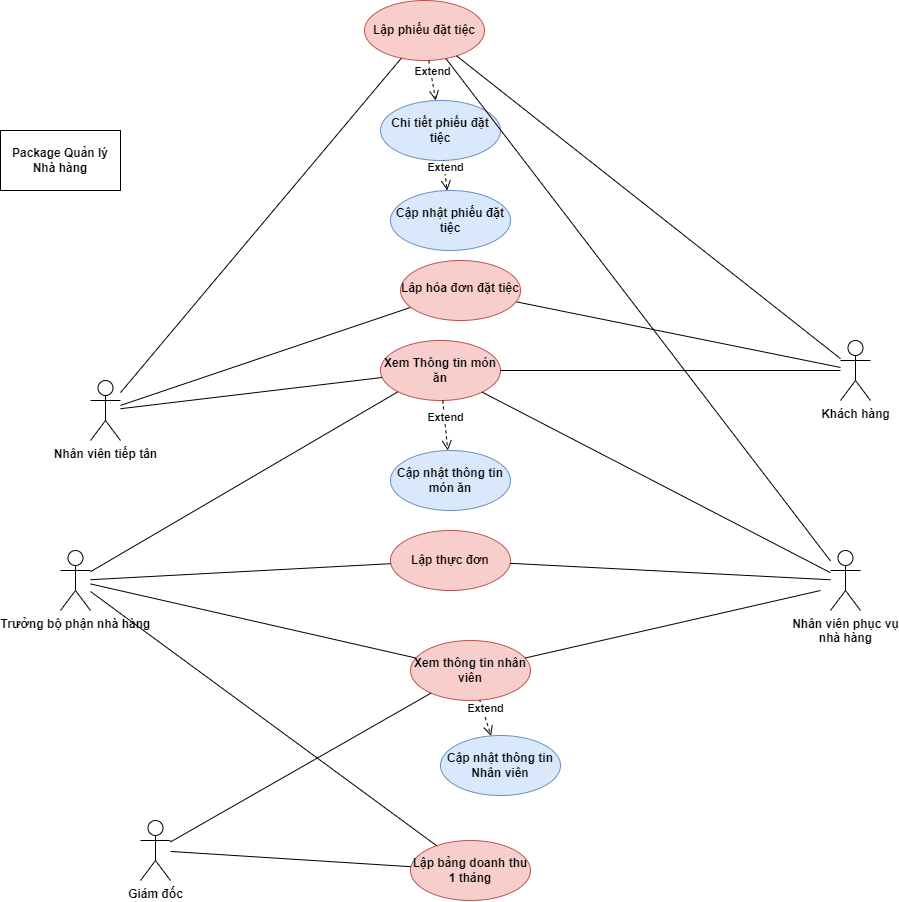 Lập phiếu đặt tiệc
Extend
Chi tiết phiếu đặt
tiệc
Package Quản lý
Nhà hàng
Extend
Cập nhật phiếu đặt
tiệc
Lập hóa đơn đặt tiệc
Xem Thông tin món
ăn
Extend
Khách hàng
Nhân viên tiếp tân
Cập nhật thông tin
món ăn
Lập thực đơn
Trưởng bộ phận nhà hàng
Nhân viên phục vụ
nhà hàng
Xem thông tin nhân
viên
Extend
Cập nhật thông tin
Nhân viên
Lập bảng doanh thu
1 tháng
Giám đốc